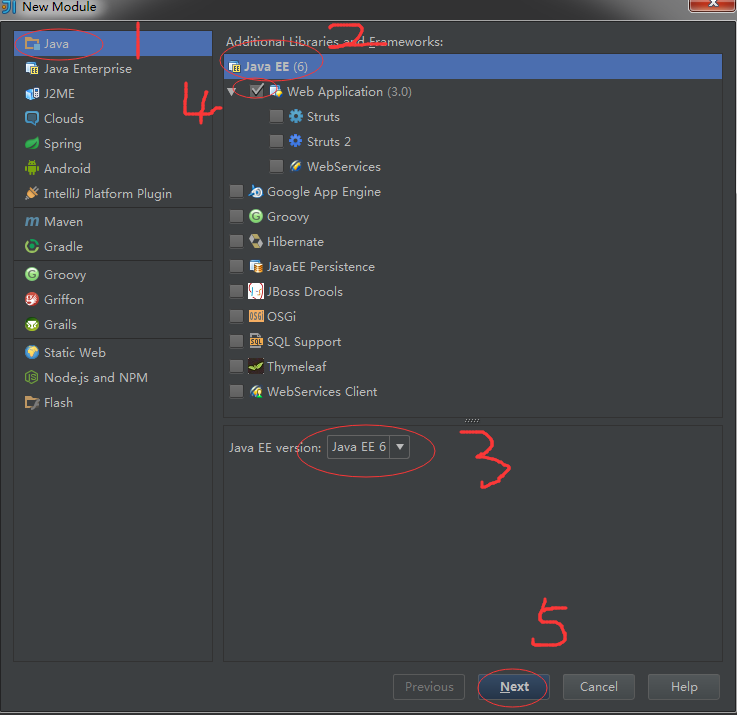 New Module
Java
1
Java Enterprise
J2ME
Clouds
Spring
Android
IntelliJ Platform Plugin
Maven
Gradle
Groovy
Griffon
Grails
Static Web
Node.js and NPM
Flash
Additional Libraries and Frameworks:
2
Java EE (6)
4
Web Application (3.0)
Struts
Struts 2
WebServices
Google App Engine
Groovy
Hibernate
JavaEE Persistence
JBoss Drools
OSGi
SQL Support
Thymeleaf
WebServices Client
Java EE version: Java EE 6
3
5
Previous Next Cancel Help